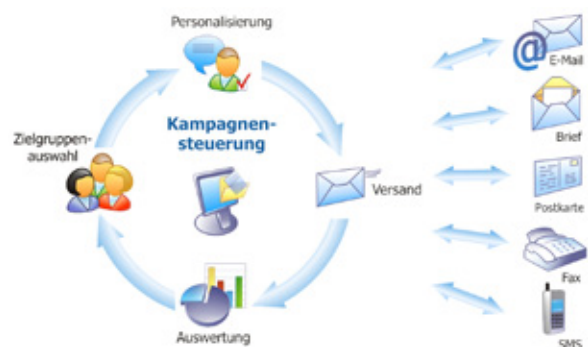 Personalisierung
Zielgruppen-
auswahl
Kampagnen-
steuerung
Versand
Auswertung
@
E-Mail
Brief
Postkarte
Fax
SMS